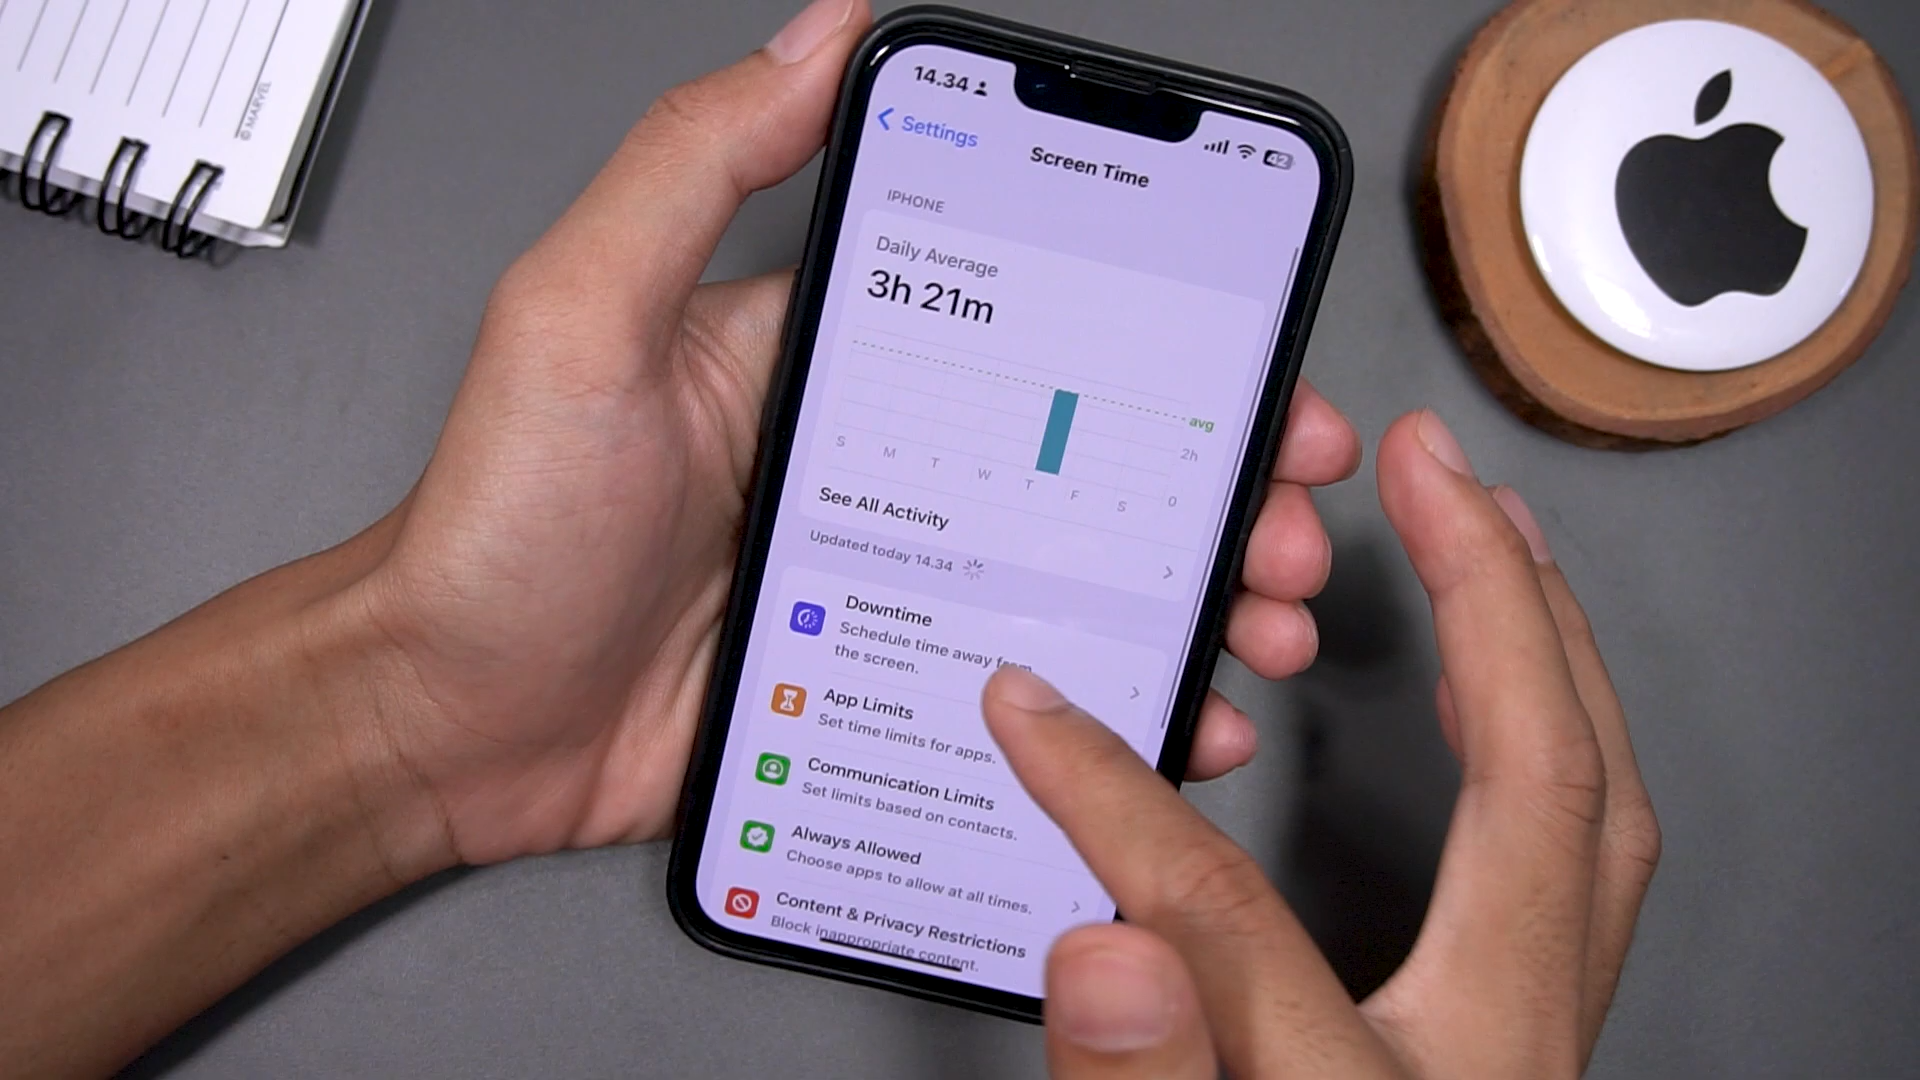 © MARVEL
14.34
42
Settings
Screen Time
IPHONE
Daily Average
3h 21m
avg
2h
0
S M T W T F S
See All Activity
Updated today 14.34
Downtime
Schedule time away from
the screen.
App Limits
Set time limits for apps.
Communication Limits
Set limits based on contacts.
Always Allowed
Choose apps to allow at all times.
Content & Privacy Restrictions
Block inappropriate content.